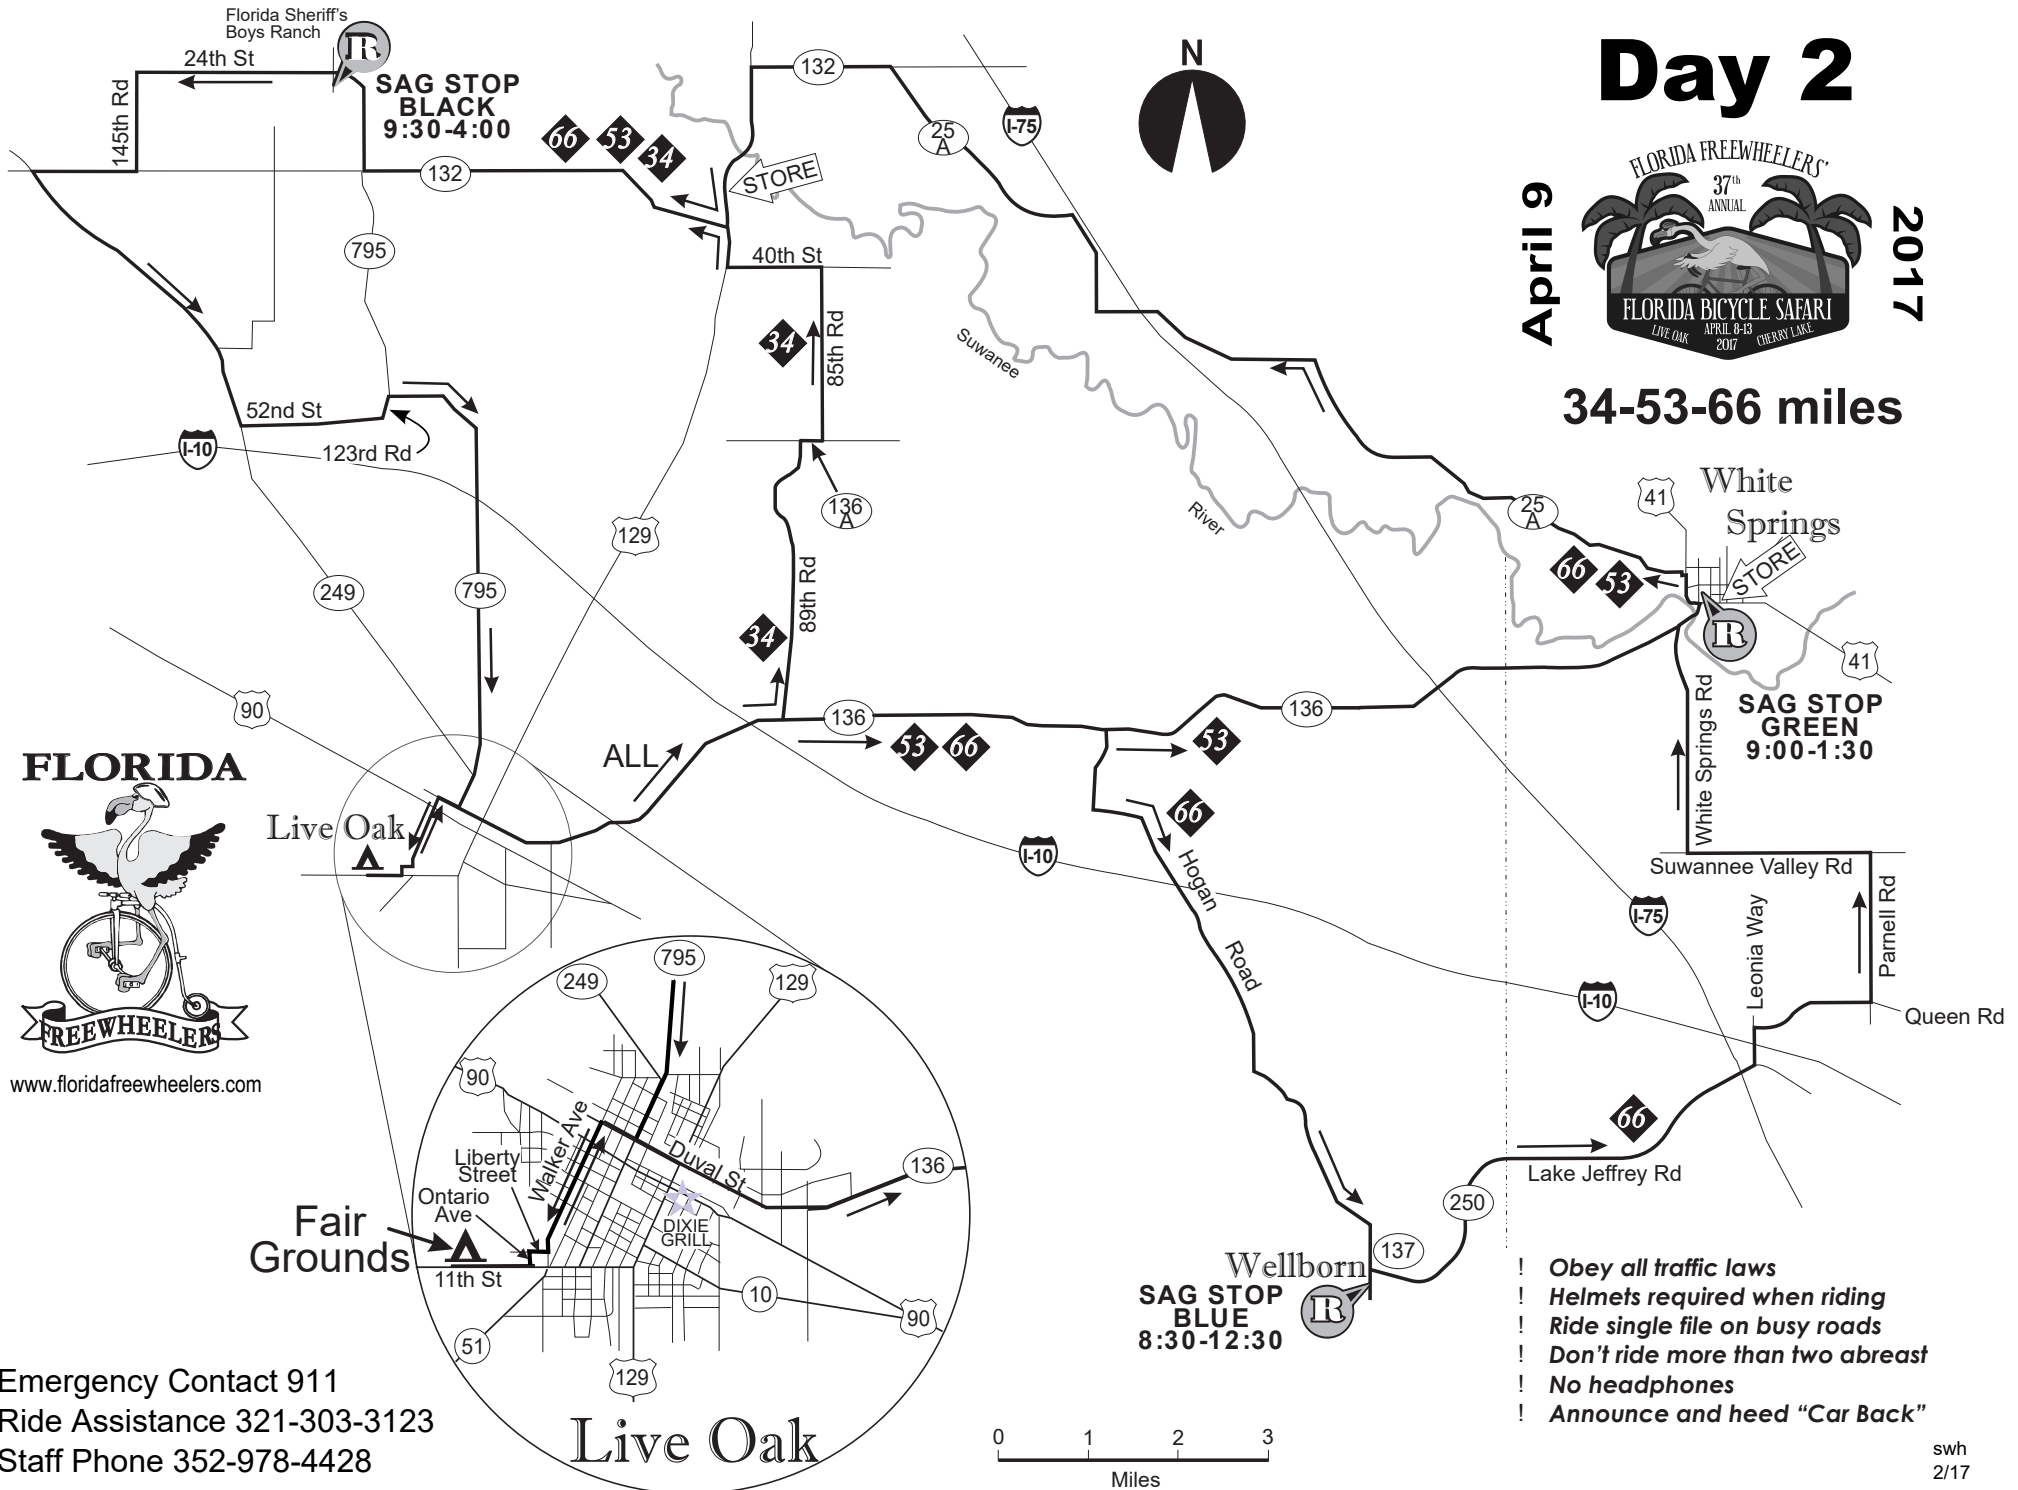 Florida Sheriff's
Boys Ranch
R
24th St
SAG STOP
BLACK
9:30-4:00
145th Rd
132
795
66
53
34
STORE
132
25
A
I-75
N
Day 2
April 9
2017
FLORIDA FREEWHEELERS'
37th
ANNUAL
FLORIDA BICYCLE SAFARI
LIVE OAK
APRIL 8-13
2017
CHERRY LAKE
34-53-66 miles
40th St
34
85th Rd
Suwanee
River
52nd St
I-10
123rd Rd
136
A
129
249
795
89th Rd
34
90
ALL
136
53
66
53
136
66
White
Springs
41
25
A
STORE
66
53
R
41
SAG STOP
GREEN
9:00-1:30
White Springs Rd
Suwannee Valley Rd
Parnell Rd
Leonia Way
Queen Rd
I-75
I-10
I-10
Hogan
Road
66
Lake Jeffrey Rd
250
137
Wellborn
SAG STOP
BLUE
8:30-12:30
R
FLORIDA
FREEWHEELERS
www.floridafreewheelers.com
Live Oak
249
795
129
90
Walker Ave
Liberty
Street
Ontario
Ave
Duval St
136
DIXIE
GRILL
Fair
Grounds
11th St
10
90
51
129
Live Oak
Emergency Contact 911
Ride Assistance 321-303-3123
Staff Phone 352-978-4428
0 1 2 3
Miles
! Obey all traffic laws
! Helmets required when riding
! Ride single file on busy roads
! Don't ride more than two abreast
! No headphones
! Announce and heed “Car Back”
swh
2/17